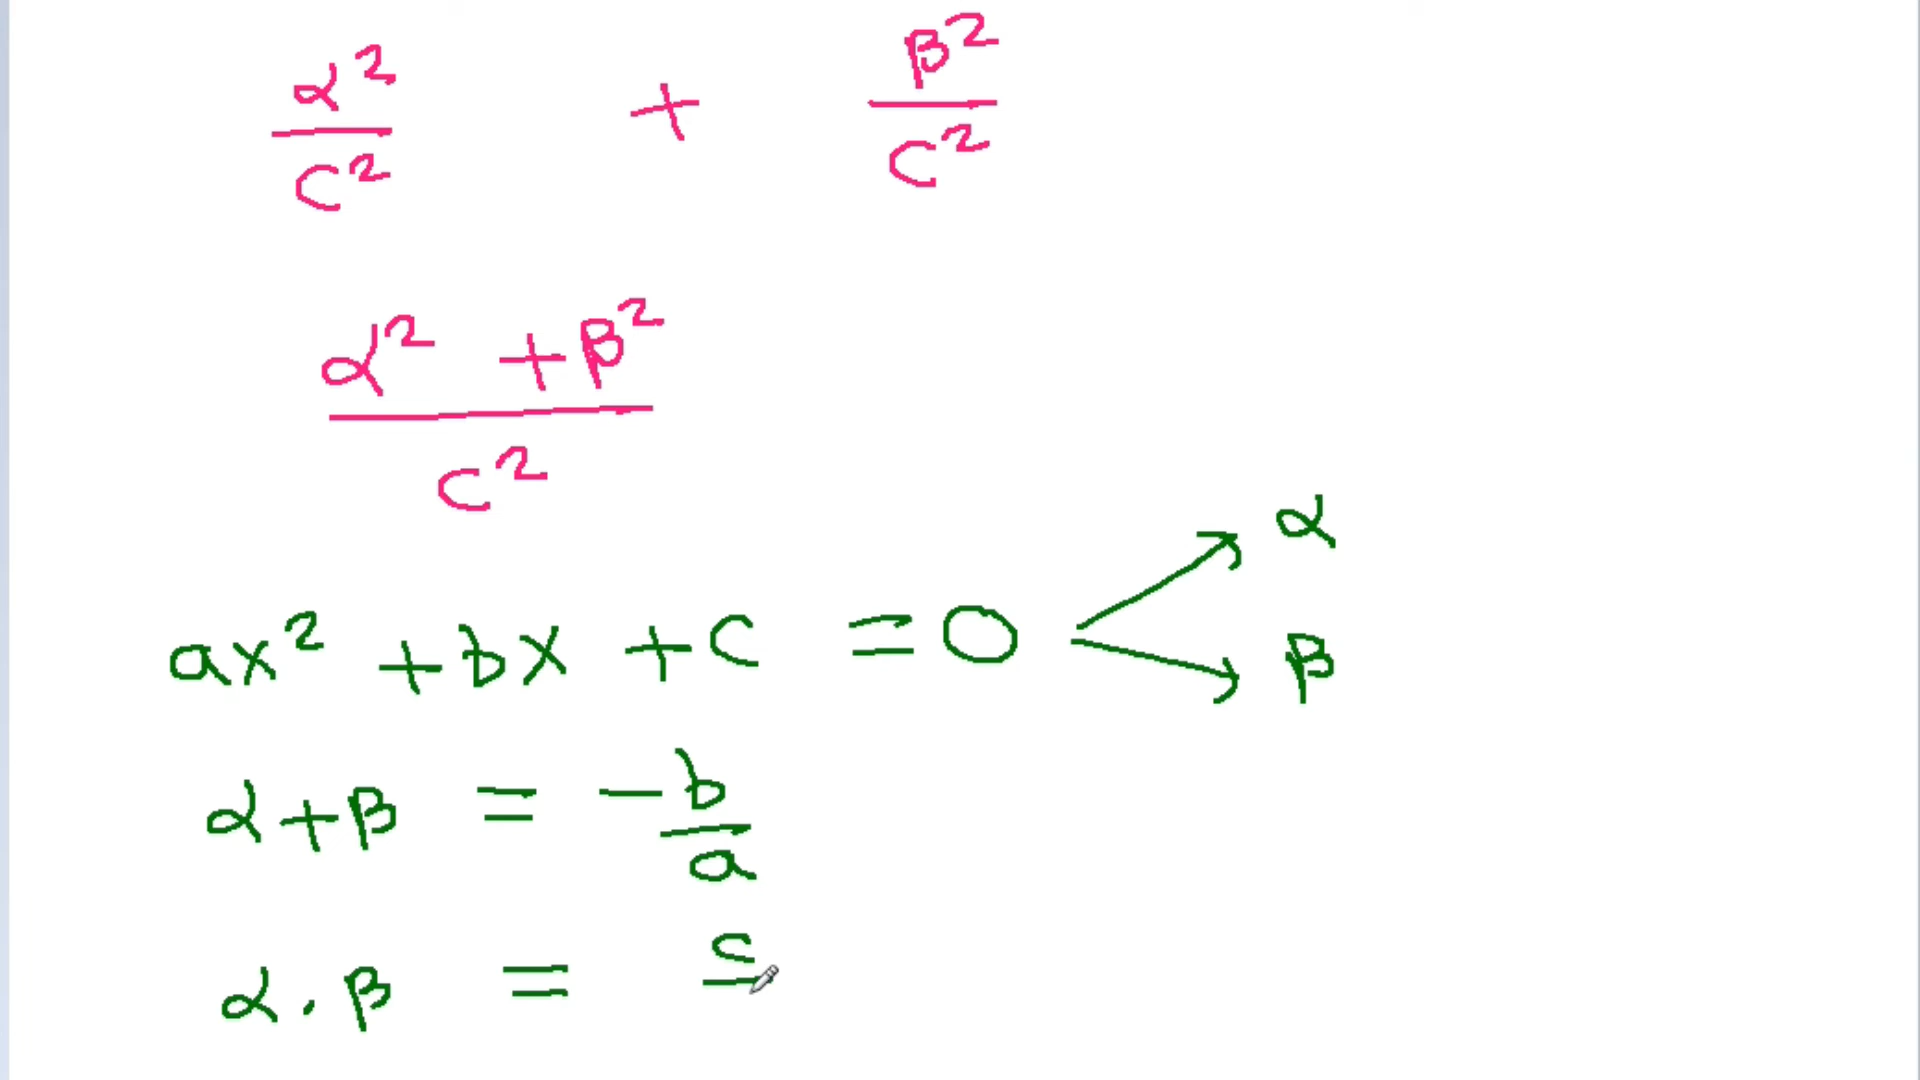 α²/C² + β²/C²
α² + β²/C²
ax² + bx + C = 0 → α → β
α + β = -b/a
α . β = c/